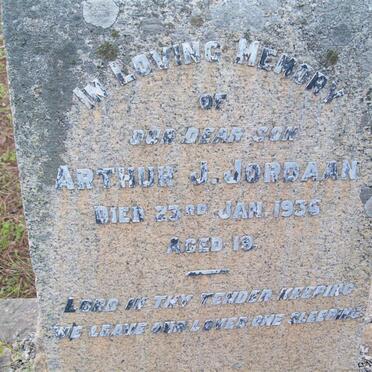 IN LOVING MEMORY
OF
OUR DEAR SON
ARTHUR J. JORDAAN
DIED 23RD JAN. 1936
AGED 19.
LORD IN THY TENDER KEEPING
WE LEAVE OUR LOVED ONE SLEEPING